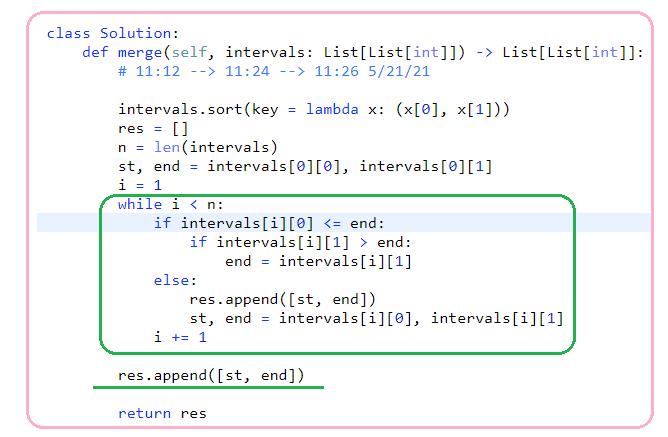 class Solution:
    def merge(self, intervals: List[List[int]]) -> List[List[int]]:
        # 11:12 --> 11:24 --> 11:26 5/21/21
        intervals.sort(key = lambda x: (x[0], x[1]))
        res = []
        n = len(intervals)
        st, end = intervals[0][0], intervals[0][1]
        i = 1
        while i < n:
            if intervals[i][0] <= end:
                if intervals[i][1] > end:
                    end = intervals[i][1]
            else:
                res.append([st, end])
                st, end = intervals[i][0], intervals[i][1]
            i += 1
        res.append([st, end])
        return res